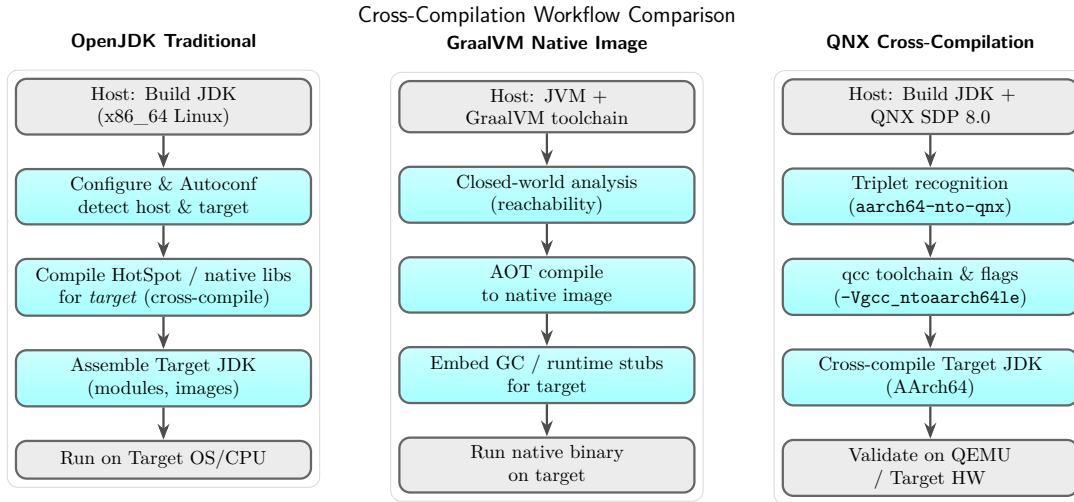 Cross-Compilation Workflow Comparison
OpenJDK Traditional
Host: Build JDK
(x86_64 Linux)
Configure & Autoconf
detect host & target
Compile HotSpot / native libs
for target (cross-compile)
Assemble Target JDK
(modules, images)
Run on Target OS/CPU
GraalVM Native Image
Host: JVM +
GraalVM toolchain
Closed-world analysis
(reachability)
AOT compile
to native image
Embed GC / runtime stubs
for target
Run native binary
on target
QNX Cross-Compilation
Host: Build JDK +
QNX SDP 8.0
Triplet recognition
(aarch64-nto-qnx)
qcc toolchain & flags
(-Vgcc_ntoaarch64le)
Cross-compile Target JDK
(AArch64)
Validate on QEMU
/ Target HW